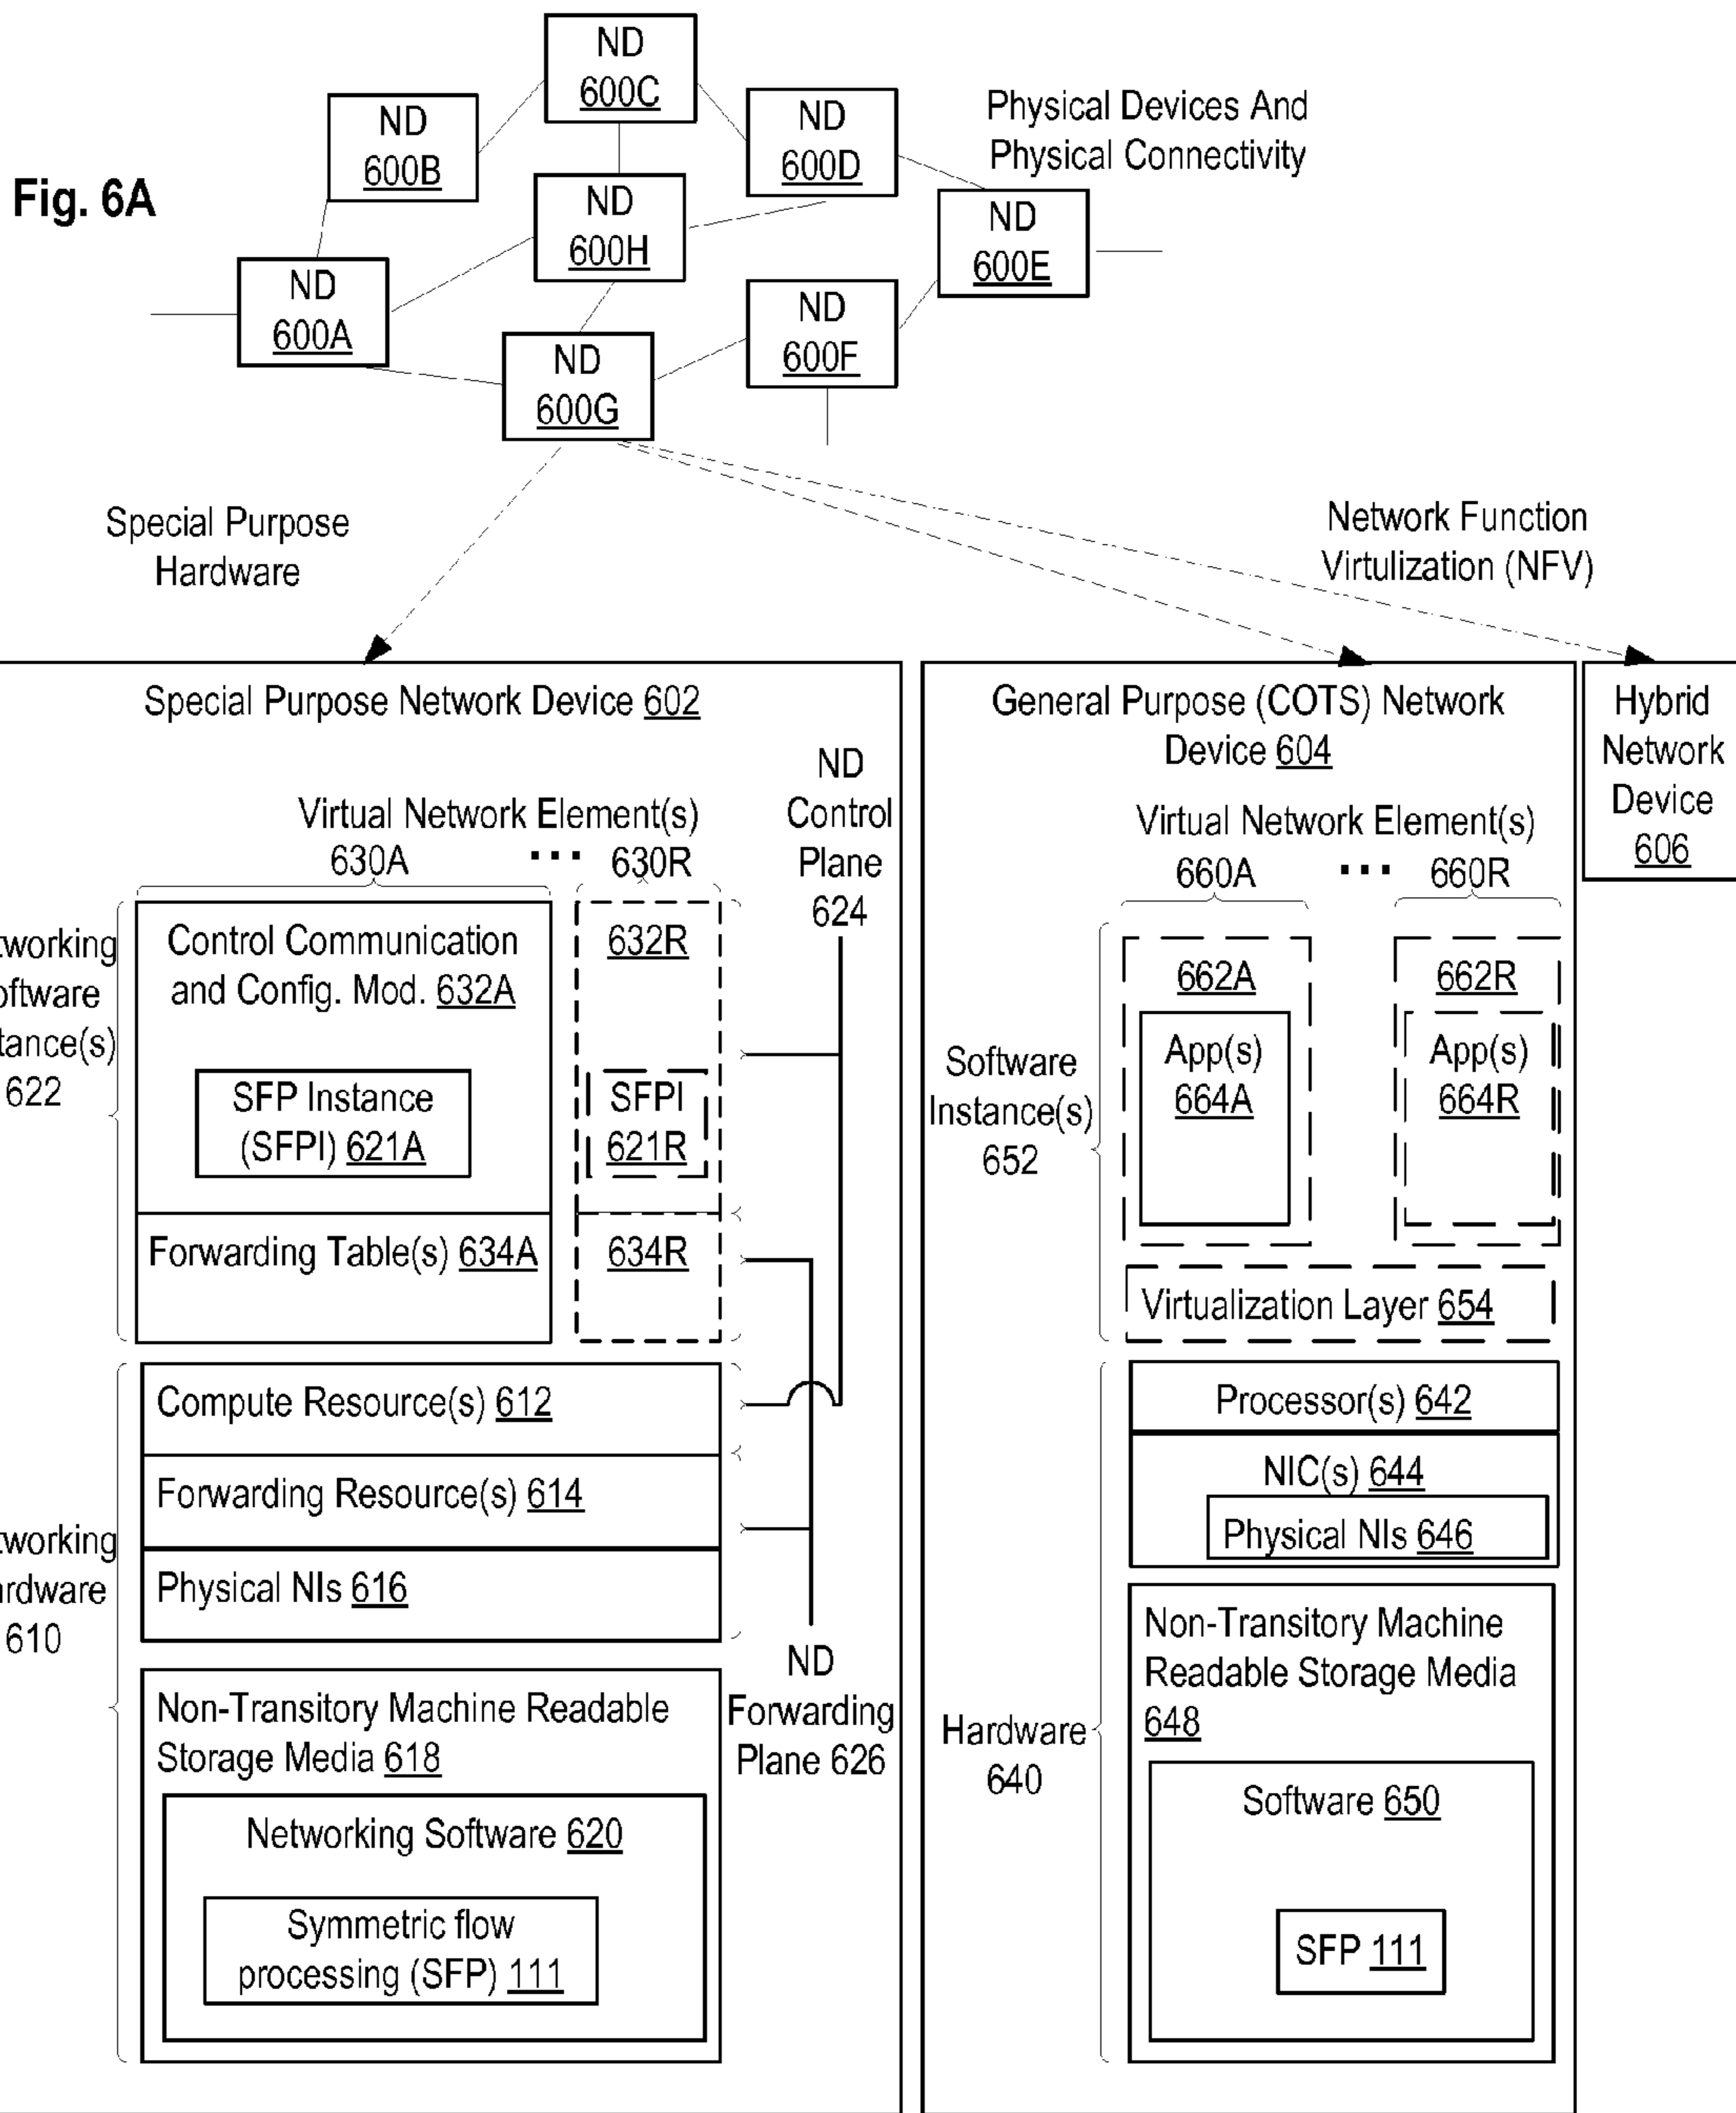 Fig. 6A
ND
600C
ND
600B
ND
600D
Physical Devices And
Physical Connectivity
ND
600H
ND
600E
ND
600A
ND
600F
ND
600G
Special Purpose
Hardware
Network Function
Virtulization (NFV)
Special Purpose Network Device 602
ND
Control
Plane
624
Virtual Network Element(s)
630A ... 630R
622
Control Communication
and Config. Mod. 632A
SFP Instance
(SFPI) 621A
632R
SFPI
621R
Forwarding Table(s) 634A
634R
610
Compute Resource(s) 612
Forwarding Resource(s) 614
Physical NIs 616
ND
Forwarding
Plane 626
Non-Transitory Machine Readable
Storage Media 618
Networking Software 620
Symmetric flow
processing (SFP) 111
General Purpose (COTS) Network
Device 604
Virtual Network Element(s)
660A ... 660R
Software
Instance(s)
652
662A
App(s)
664A
662R
App(s)
664R
Virtualization Layer 654
Hardware
640
Processor(s) 642
NIC(s) 644
Physical NIs 646
Non-Transitory Machine
Readable Storage Media
648
Software 650
SFP 111
Hybrid
Network
Device
606